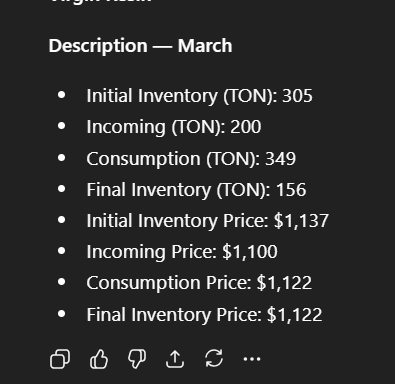 Description — March
Initial Inventory (TON): 305
Incoming (TON): 200
Consumption (TON): 349
Final Inventory (TON): 156
Initial Inventory Price: $1,137
Incoming Price: $1,100
Consumption Price: $1,122
Final Inventory Price: $1,122